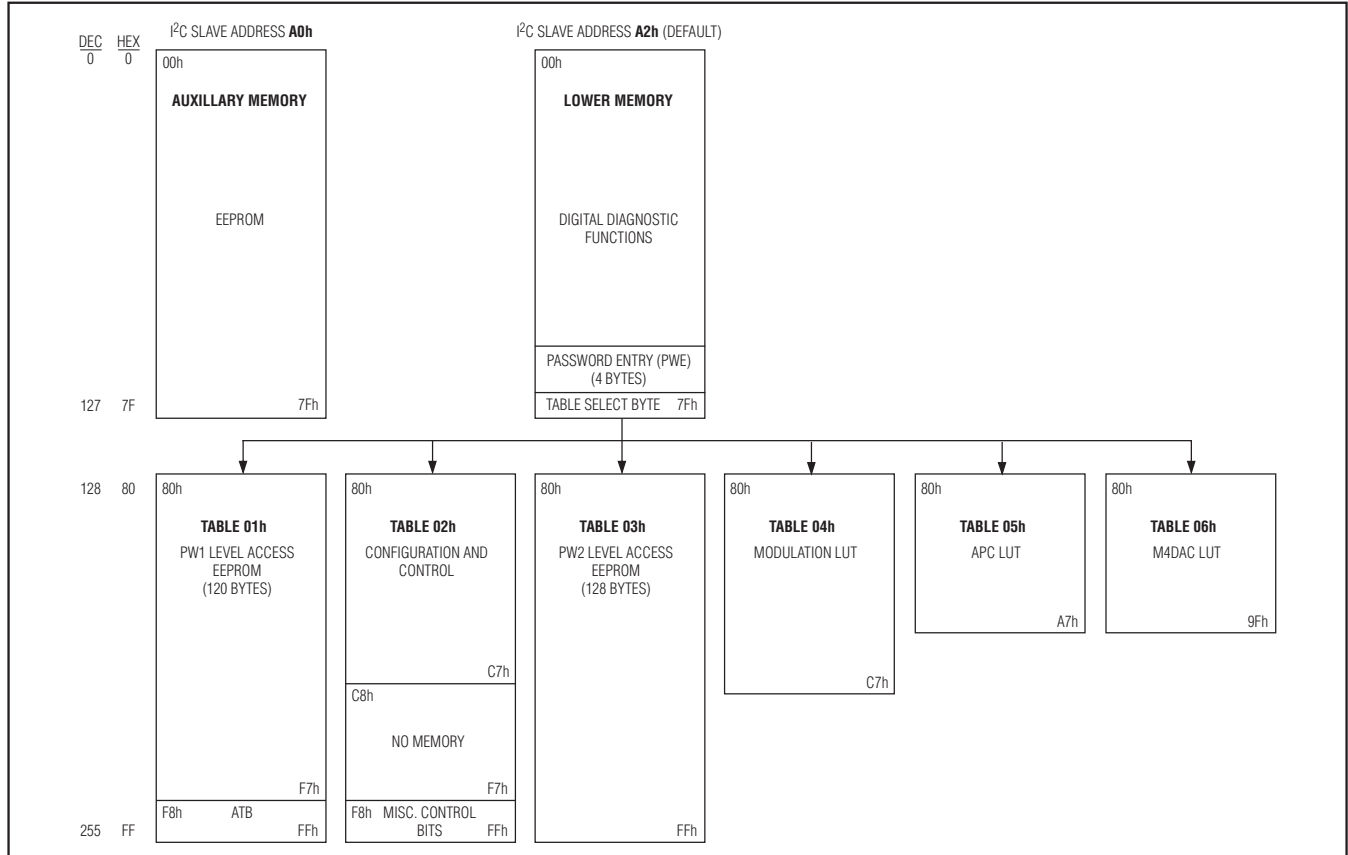 I2C SLAVE ADDRESS A0h
I2C SLAVE ADDRESS A2h (DEFAULT)
DEC HEX
0 0
00h
AUXILLARY MEMORY
EEPROM
7Fh
00h
LOWER MEMORY
DIGITAL DIAGNOSTIC
FUNCTIONS
PASSWORD ENTRY (PWE)
(4 BYTES)
TABLE SELECT BYTE 7Fh
127 7F
128 80
80h
TABLE 01h
PW1 LEVEL ACCESS
EEPROM
(120 BYTES)
F7h
F8h ATB
FFh
80h
TABLE 02h
CONFIGURATION AND
CONTROL
C7h
C8h
NO MEMORY
F7h
F8h MISC. CONTROL
BITS FFh
80h
TABLE 03h
PW2 LEVEL ACCESS
EEPROM
(128 BYTES)
FFh
80h
TABLE 04h
MODULATION LUT
C7h
80h
TABLE 05h
APC LUT
A7h
80h
TABLE 06h
M4DAC LUT
9Fh
255 FF